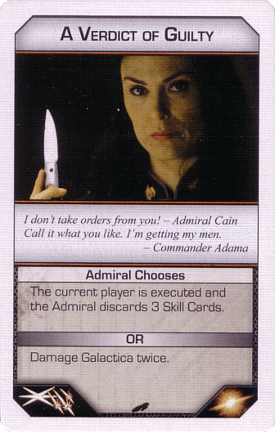 A VERDICT OF GUILTY
I don't take orders from you! – Admiral Cain
Call it what you like. I'm getting my men.
– Commander Adama
Admiral Chooses
The current player is executed and
the Admiral discards 3 Skill Cards.
OR
Damage Galactica twice.